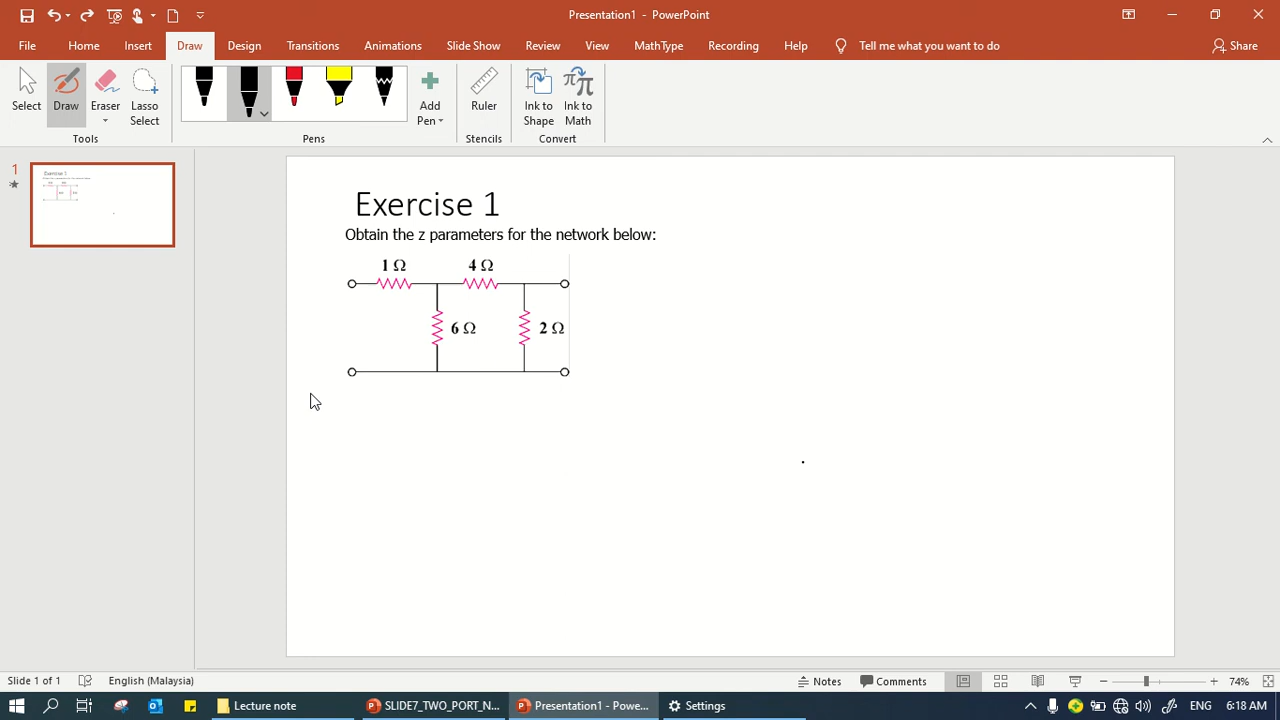 Presentation1 - PowerPoint
File Home Insert Draw Design Transitions Animations Slide Show Review View MathType Recording Help Tell me what you want to do Share
Select Draw Eraser Lasso Select Add Pen Ruler Ink to Shape Ink to Math
Tools Pens Stencils Convert
1
Exercise 1
Obtain the z parameters for the network below:
1 Ω 4 Ω
6 Ω 2 Ω
Slide 1 of 1 English (Malaysia) Notes Comments 74%
Lecture note SLIDE7_TWO_PORT_N... Presentation1 - Powe... Settings ENG 6:18 AM